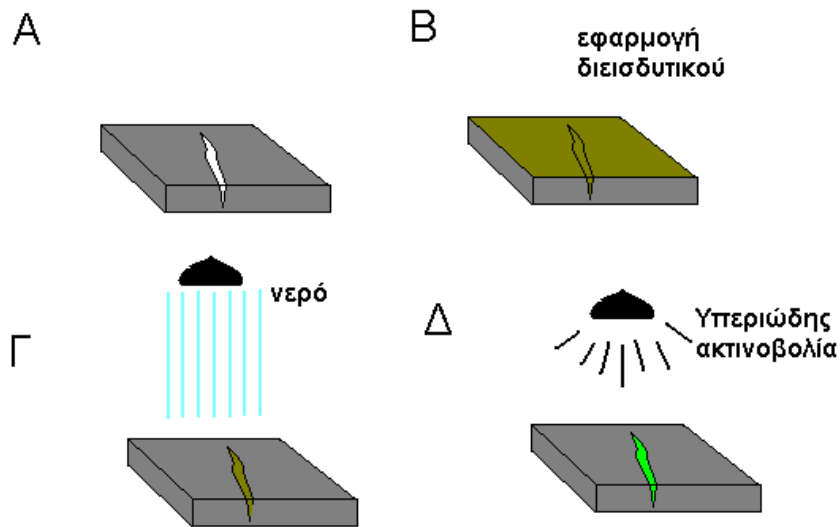 Α
Β
εφαρμογή
διεισδυτικού
νερό
Γ
Δ
Υπεριώδης
ακτινοβολία